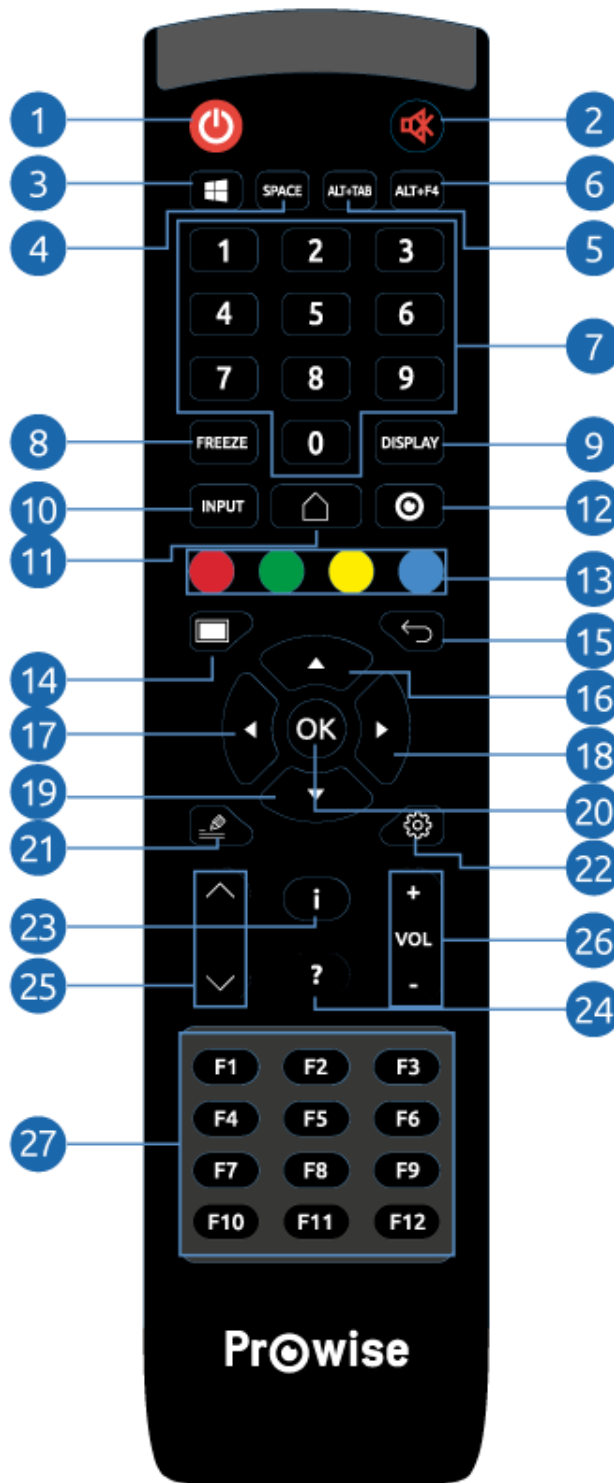 1 2
3 SPACE ALT+TAB ALT+F4 6
4 5
1 2 3
4 5 6
7
7 8 9
8 FREEZE 0 DISPLAY 9
10 INPUT 12
11
13
14 15
16
17 OK 18
19 20
21 22
23 i + 
VOL 26
25 ? -
24
F1 F2 F3
F4 F5 F6
27
F7 F8 F9
F10 F11 F12
Prowise